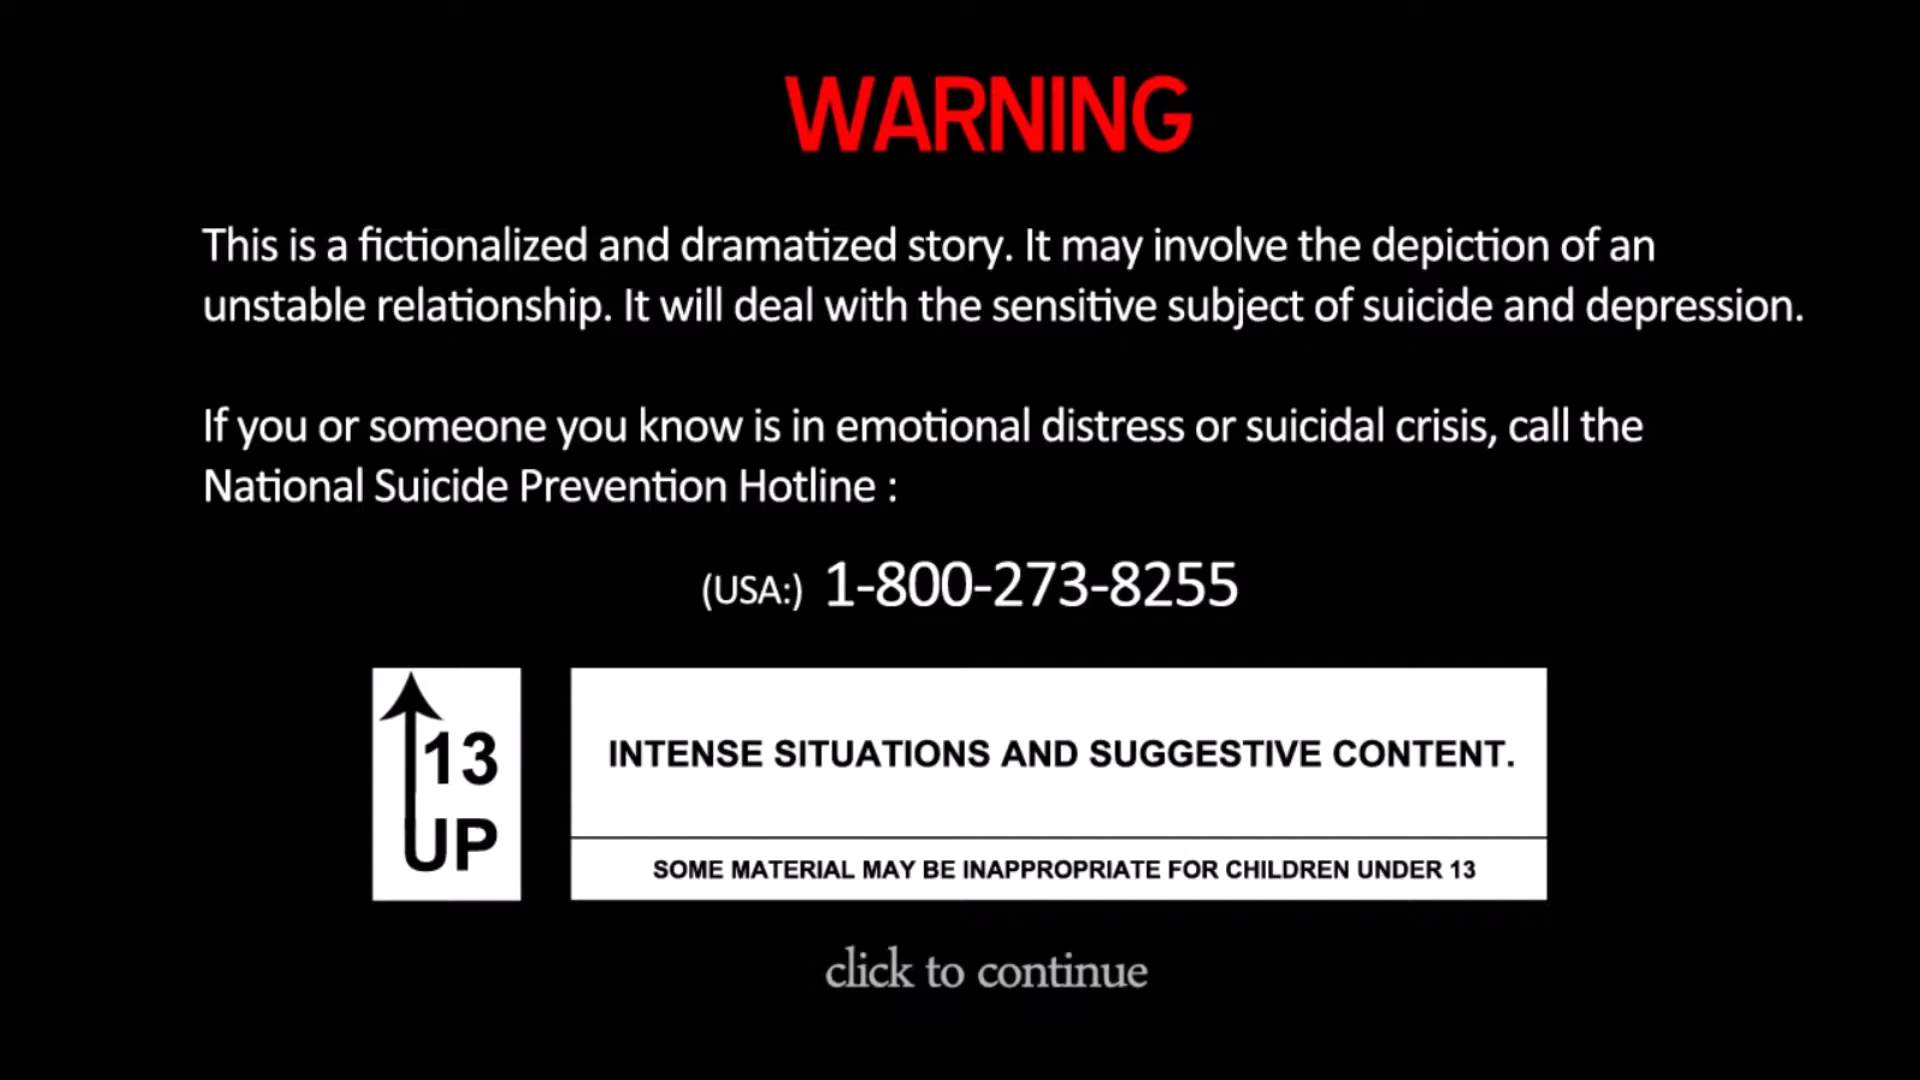 WARNING
This is a fictionalized and dramatized story. It may involve the depiction of an
unstable relationship. It will deal with the sensitive subject of suicide and depression.
If you or someone you know is in emotional distress or suicidal crisis, call the
National Suicide Prevention Hotline :
(USA:) 1-800-273-8255
13
UP
INTENSE SITUATIONS AND SUGGESTIVE CONTENT.
SOME MATERIAL MAY BE INAPPROPRIATE FOR CHILDREN UNDER 13
click to continue